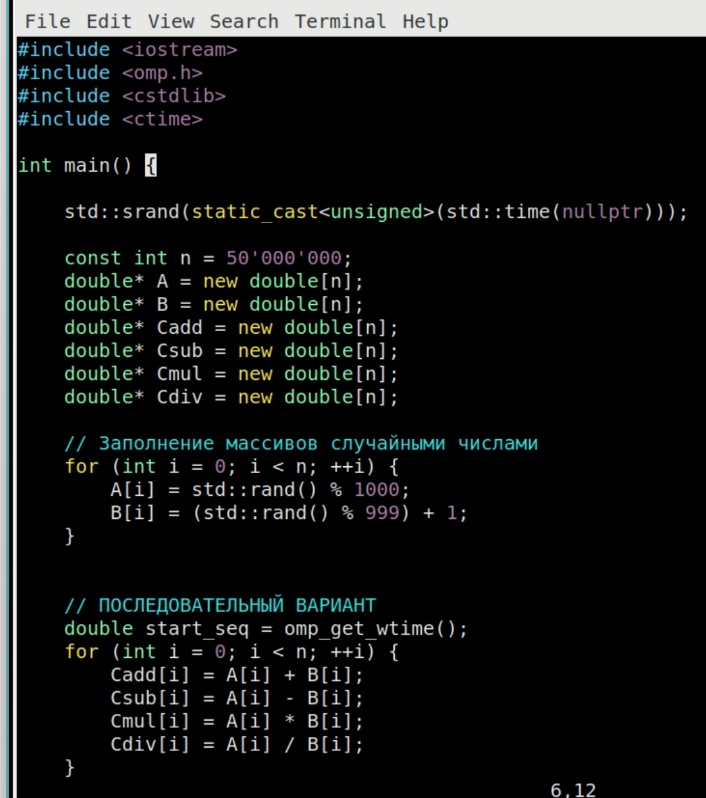 File Edit View Search Terminal Help
#include <iostream>
#include <omp.h>
#include <cstdlib>
#include <ctime>
int main() {
std::srand(static_cast<unsigned>(std::time(nullptr)));
const int n = 50'000'000;
double* A = new double[n];
double* B = new double[n];
double* Cadd = new double[n];
double* Csub = new double[n];
double* Cmul = new double[n];
double* Cdiv = new double[n];
// Заполнение массивов случайными числами
for (int i = 0; i < n; ++i) {
A[i] = std::rand() % 1000;
B[i] = (std::rand() % 999) + 1;
}
// ПОСЛЕДОВАТЕЛЬНЫЙ ВАРИАНТ
double start_seq = omp_get_wtime();
for (int i = 0; i < n; ++i) {
Cadd[i] = A[i] + B[i];
Csub[i] = A[i] - B[i];
Cmul[i] = A[i] * B[i];
Cdiv[i] = A[i] / B[i];
}
6,12